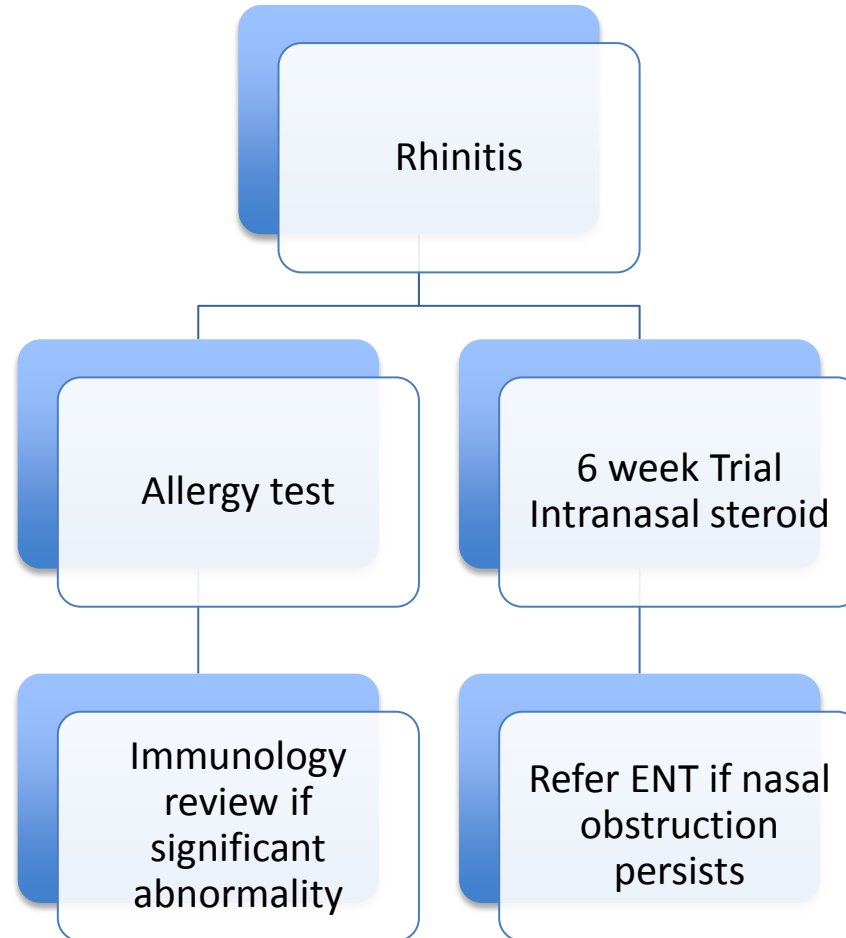 Rhinitis
Allergy test
6 week Trial
Intranasal steroid
Immunology
review if
significant
abnormality
Refer ENT if nasal
obstruction
persists